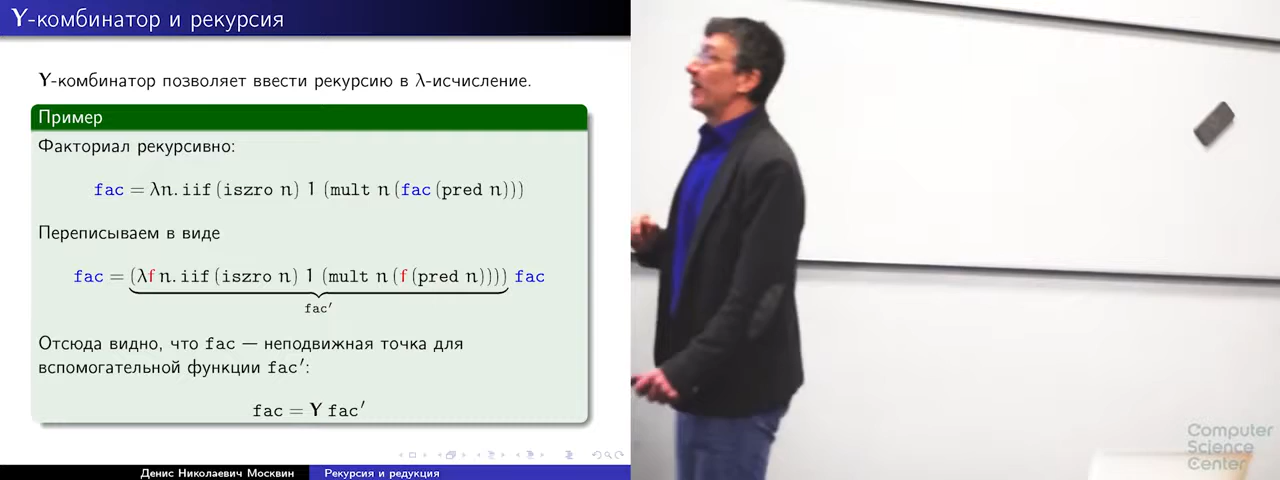 Y-комбинатор и рекурсия
Y-комбинатор позволяет ввести рекурсию в λ-исчисление.
Пример
Факториал рекурсивно:
fac = λn. iif (iszro n) 1 (mult n (fac (pred n)))
Переписываем в виде
fac = (λf n. iif (iszro n) 1 (mult n (f (pred n)))) fac
fac′
Отсюда видно, что fac — неподвижная точка для
вспомогательной функции fac′:
fac = Y fac′
Денис Николаевич Москвин
Рекурсия и редукция
Computer
Science
Center